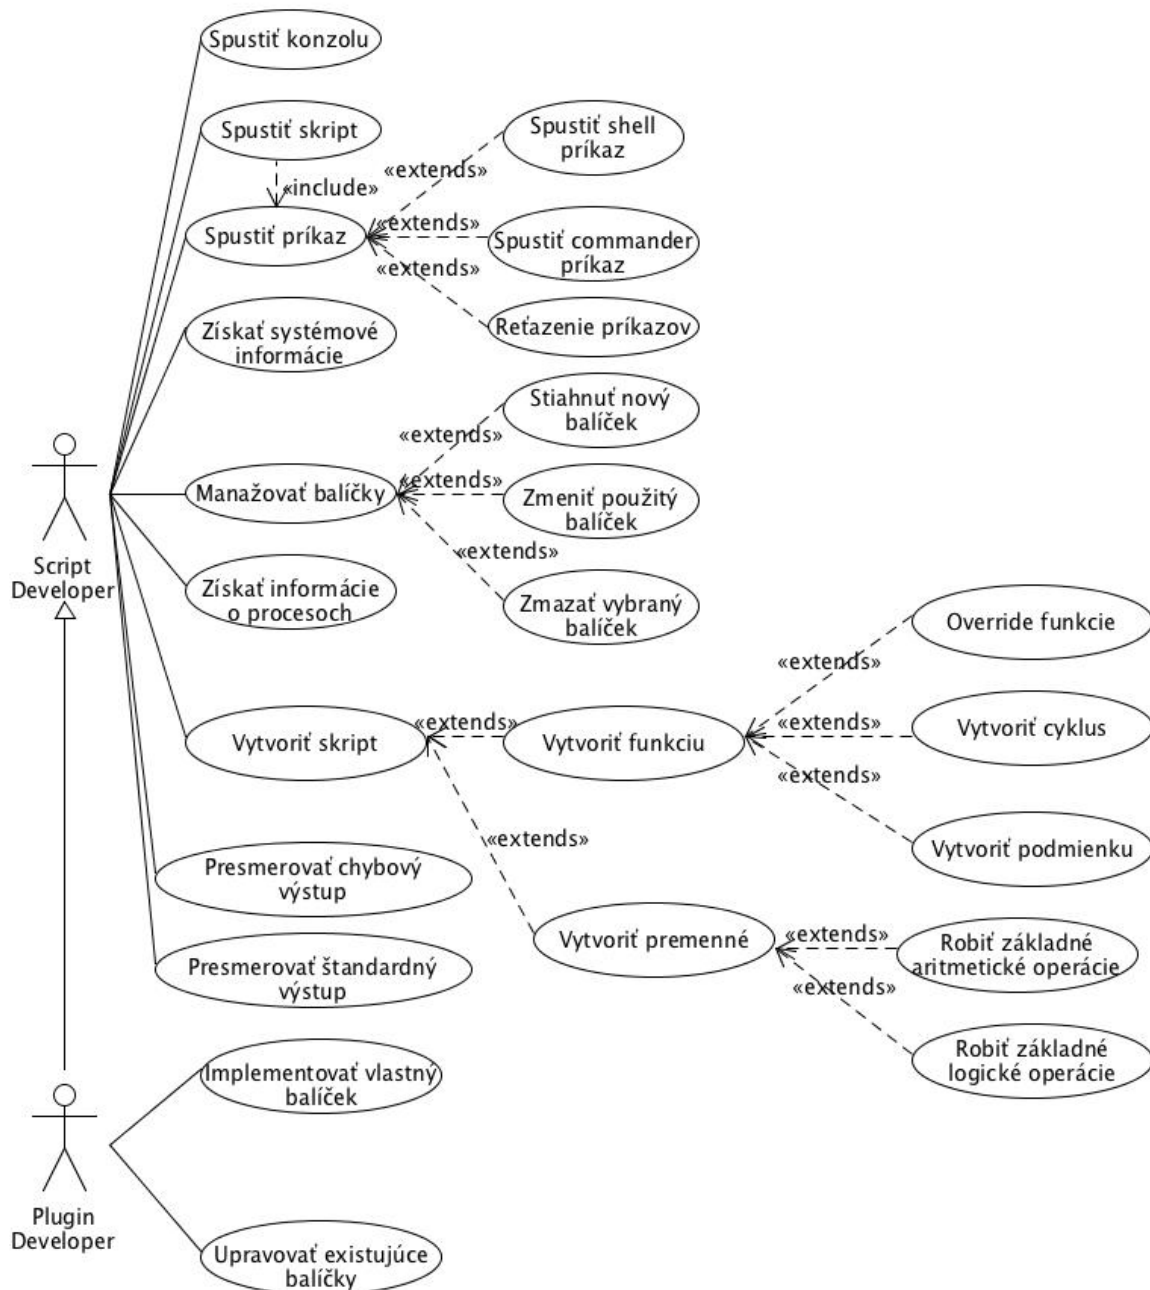 Spustiť konzolu
Spustiť skript
Spustiť shell
príkaz
«extends»
«include»
Spustiť príkaz
«extends»
Spustiť commander
príkaz
«extends»
Reťazenie príkazov
Získať systémové
informácie
Stiahnuť nový
balíček
«extends»
Manažovať balíčky
«extends»
Zmeniť použitý
balíček
«extends»
Script
Developer
Získať informácie
o procesoch
Zmazať vybraný
balíček
Override funkcie
«extends»
Vytvoriť skript
«extends»
Vytvoriť funkciu
«extends»
Vytvoriť cyklus
«extends»
«extends»
Vytvoriť podmienku
Presmerovať chybový
výstup
Vytvoriť premenné
«extends»
Robiť základné
aritmetické operácie
Presmerovať štandardný
výstup
«extends»
Robiť základné
logické operácie
Implementovať vlastný
balíček
Plugin
Developer
Upravovať existujúce
balíčky